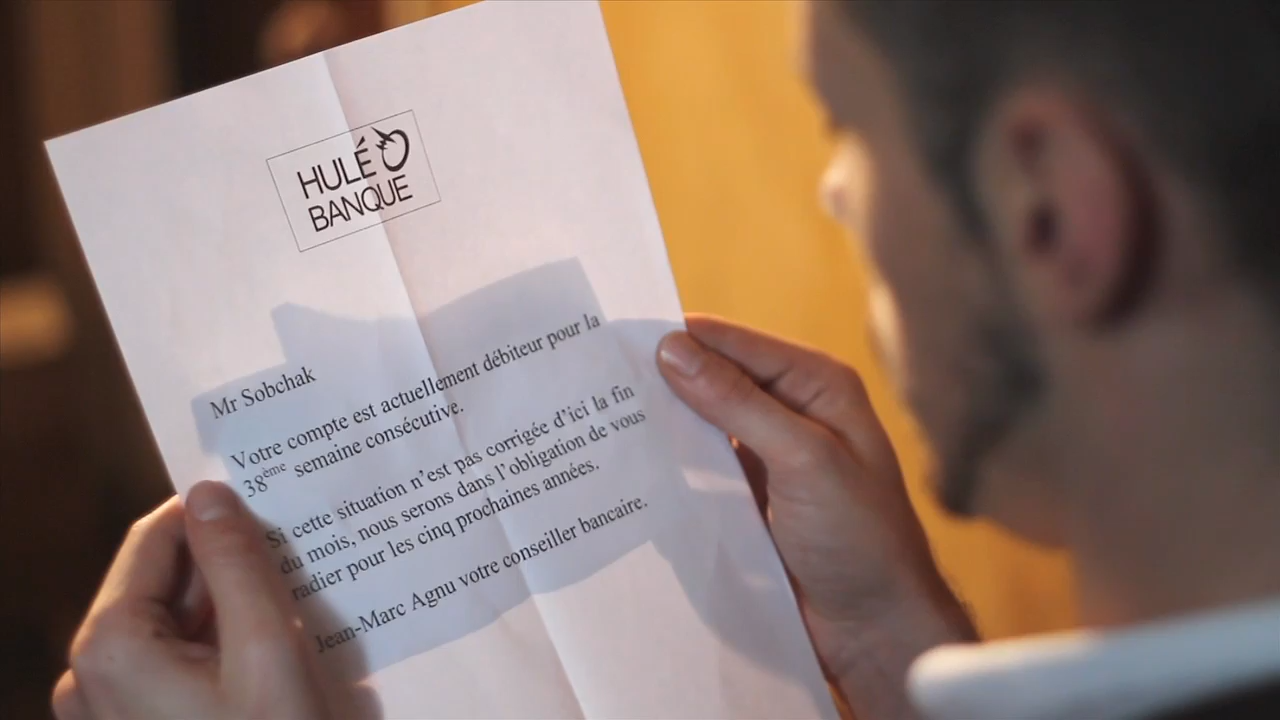 HULÉ
BANQUE
Mr Sobchak
Votre compte est actuellement débiteur pour la
38ème semaine consécutive.
Si cette situation n'est pas corrigée d'ici la fin
du mois, nous serons dans l'obligation de vous
radier pour les cinq prochaines années.
Jean-Marc Agnu votre conseiller bancaire.